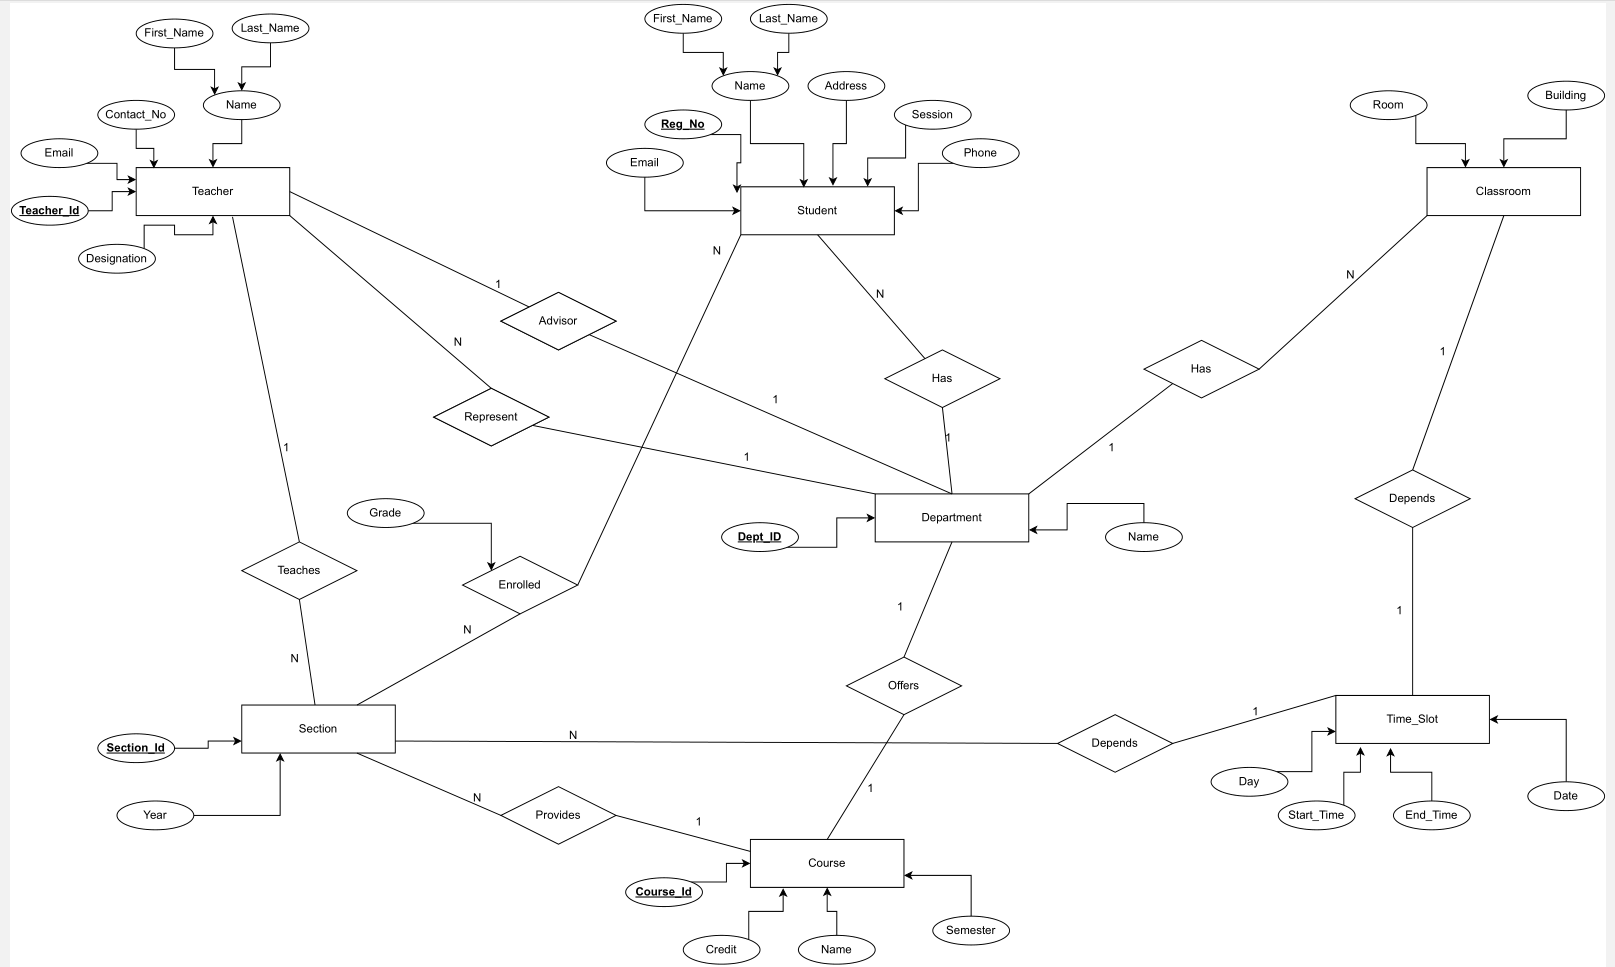 First_Name
Last_Name
First_Name
Last_Name
Name
Address
Name
Contact_No
Reg_No
Session
Room
Building
Email
Email
Phone
Teacher
Student
Classroom
Teacher_Id
Designation
N
N
N
1
Advisor
N
1
Has
Has
1
Represent
1
1
1
1
1
Grade
Depends
Dept_ID
Department
Name
Teaches
Enrolled
1
1
N
N
Offers
Section
N
Depends
1
Time_Slot
Section_Id
Year
N
Provides
1
1
Day
Start_Time
End_Time
Date
Course
Course_Id
Credit
Name
Semester